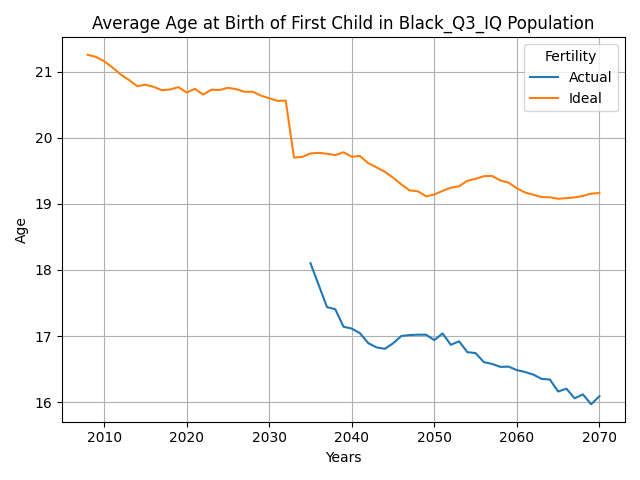 Average Age at Birth of First Child in Black_Q3_IQ Population
Fertility
Actual
Ideal
21
20
19
18
17
16
Age
2010
2020
2030
2040
2050
2060
2070
Years